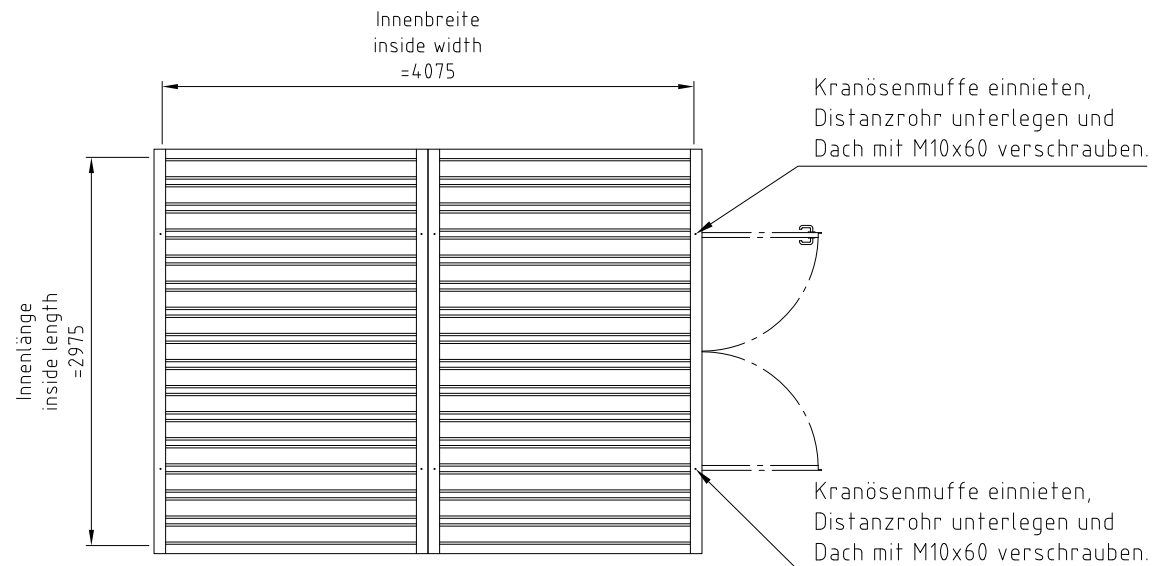 Innenbreite
inside width
=4075
Kranösenmuffe einnieten,
Distanzrohr unterlegen und
Dach mit M10x60 verschrauben.
Innenlänge
inside length
=2975
Kranösenmuffe einnieten,
Distanzrohr unterlegen und
Dach mit M10x60 verschrauben.